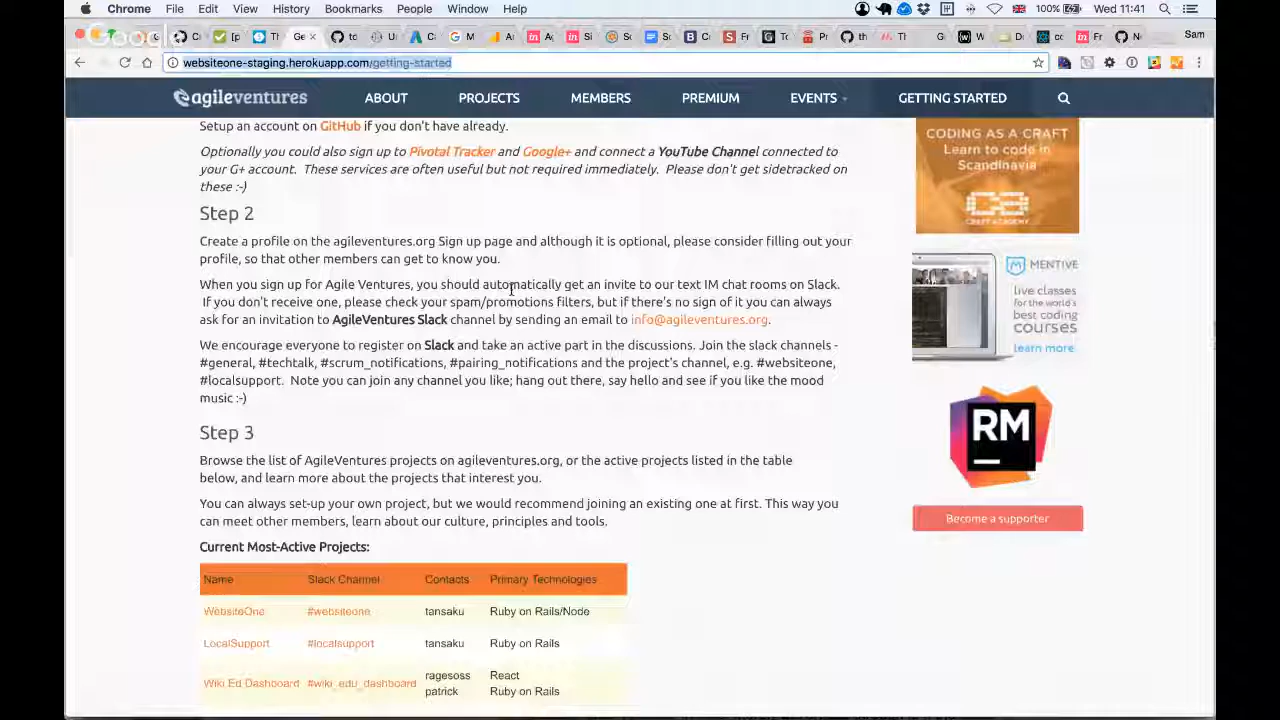 Chrome File Edit View History Bookmarks People Window Help 100% Wed 11:41
Google
Sam
websiteone-staging.herokuapp.com/getting-started
agileventures ABOUT PROJECTS MEMBERS PREMIUM EVENTS GETTING STARTED
Setup an account on GitHub if you don't have already.
Optionally you could also sign up to Pivotal Tracker and Google+ and connect a YouTube Channel connected to
your G+ account. These services are often useful but not required immediately. Please don't get sidetracked on
these :-)
Step 2
Create a profile on the agileventures.org Sign up page and although it is optional, please consider filling out your
profile, so that other members can get to know you.
When you sign up for Agile Ventures, you should automatically get an invite to our text IM chat rooms on Slack.
If you don't receive one, please check your spam/promotions filters, but if there's no sign of it you can always
ask for an invitation to AgileVentures Slack channel by sending an email to info@agileventures.org.
We encourage everyone to register on Slack and take an active part in the discussions. Join the slack channels -
#general, #techtalk, #scrum_notifications, #pairing_notifications and the project's channel, e.g. #websiteone,
#localsupport. Note you can join any channel you like; hang out there, say hello and see if you like the mood
music :-)
Step 3
Browse the list of AgileVentures projects on agileventures.org, or the active projects listed in the table
below, and learn more about the projects that interest you.
You can always set-up your own project, but we would recommend joining an existing one at first. This way you
can meet other members, learn about our culture, principles and tools.
Current Most-Active Projects:
Name Slack Channel Contacts Primary Technologies
WebsiteOne #websiteone tansaku Ruby on Rails/Node
LocalSupport #localsupport tansaku Ruby on Rails
Wiki Ed Dashboard #wiki_edu_dashboard ragesoss React
patrick Ruby on Rails
CODING AS A CRAFT
Learn to code in
Scandinavia
CRAFT ACADEMY
MENTIVE
live classes
for the world's
best coding
courses
learn more
RM
Become a supporter